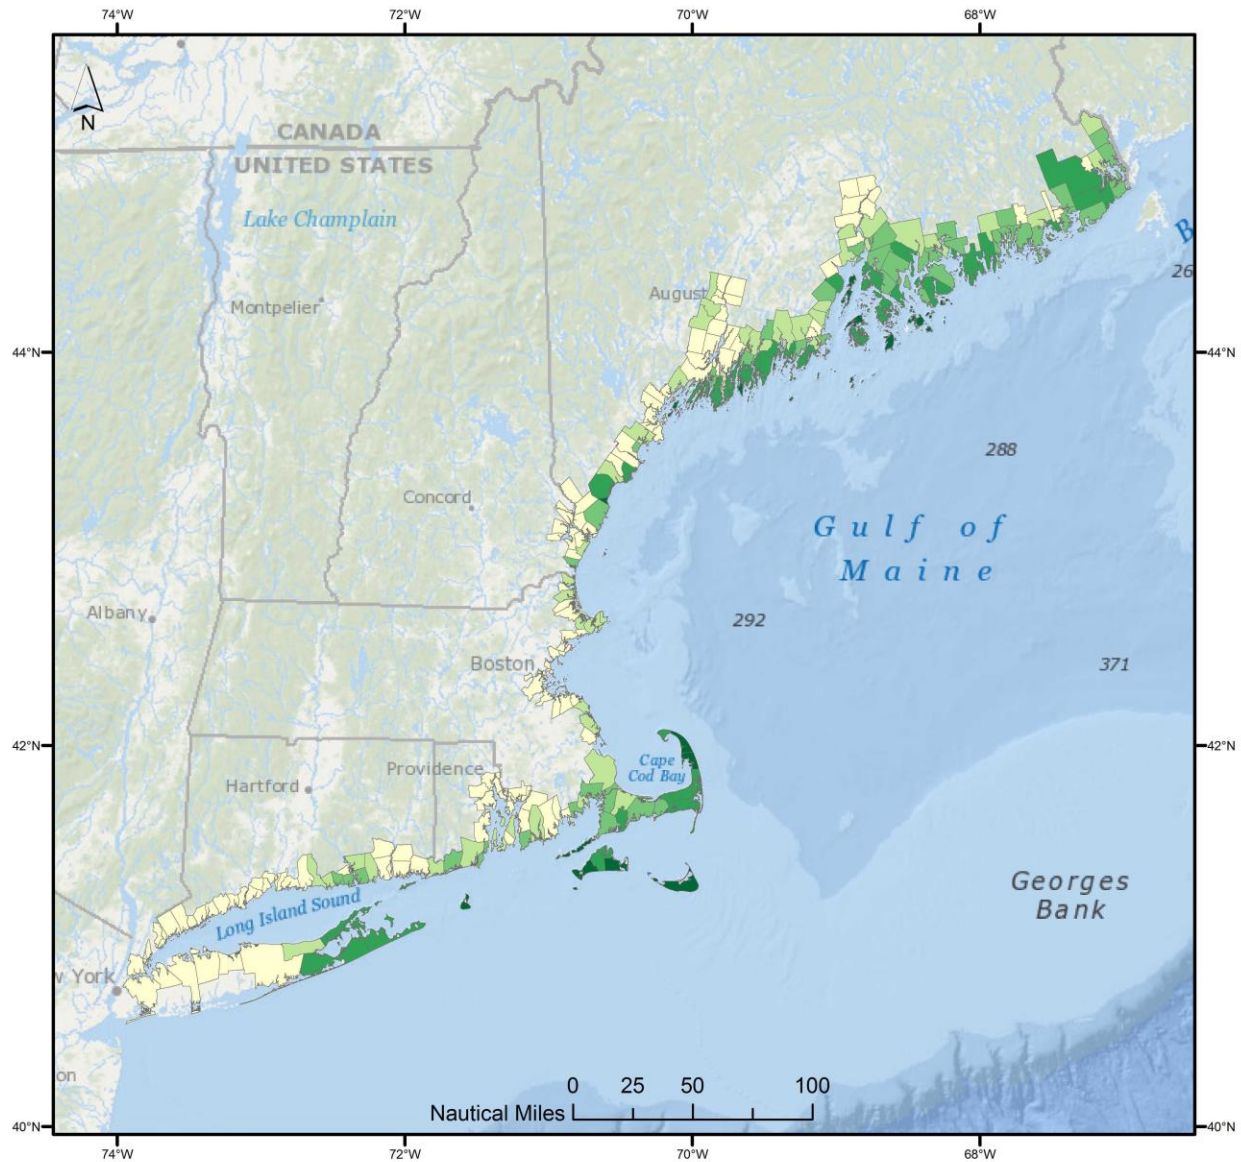 74°W 72°W 70°W 68°W
N
CANADA
UNITED STATES
Lake Champlain
B
26
August
Montpelier
44°N 44°N
288
Concord
Gulf of
Maine
Albany
292
Boston
371
42°N 42°N
Cape
Cod Bay
Providence
Hartford
Georges
Bank
Long Island Sound
w York
on
0 25 50 100
Nautical Miles
40°N 40°N
74°W 72°W 70°W 68°W